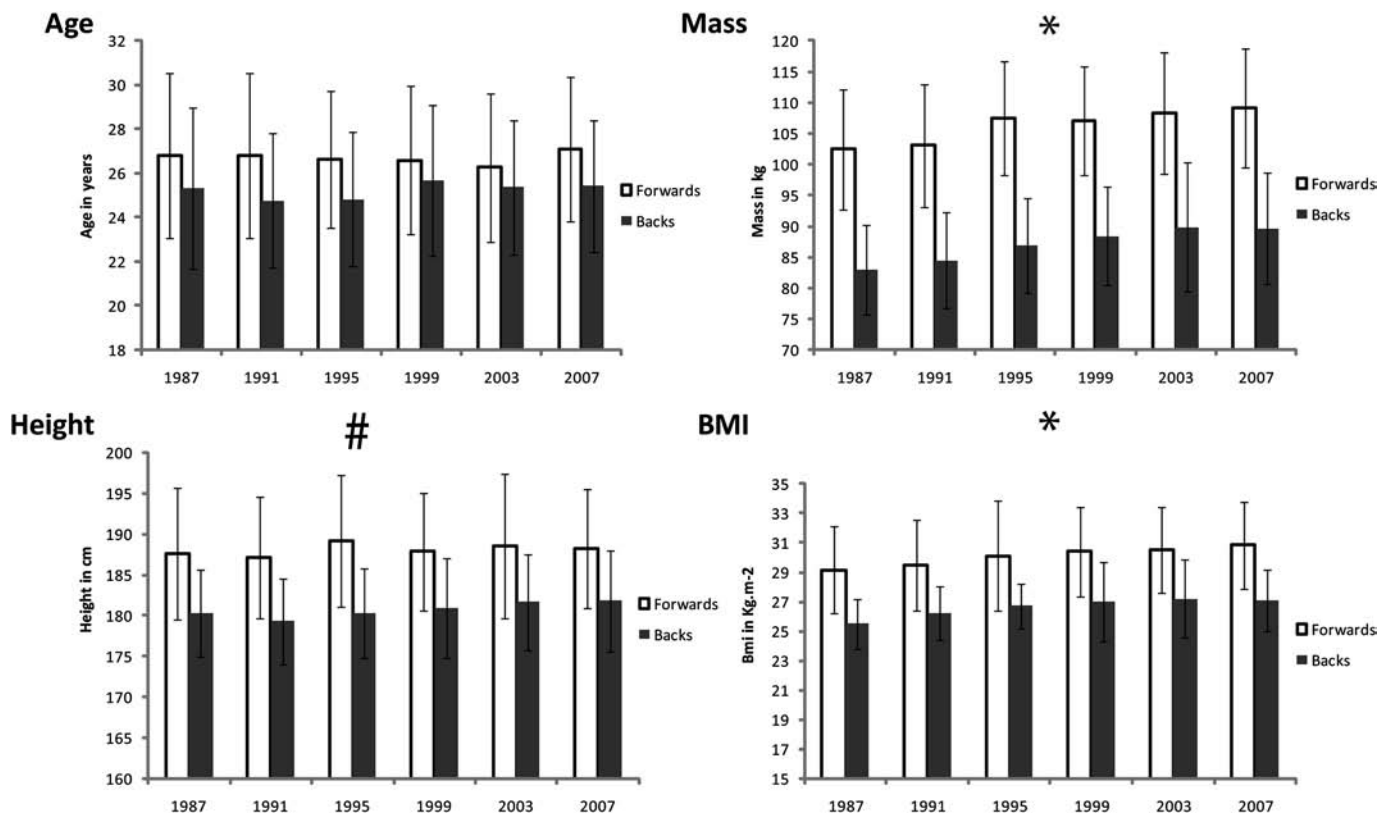 Age
32
30
28
26
24
22
20
18
Age in years
1987 1991 1995 1999 2003 2007
Forwards
Backs
Mass
*
120
115
110
105
100
95
90
85
80
75
70
Mass in kg
1987 1991 1995 1999 2003 2007
Forwards
Backs
Height
#
200
195
190
185
180
175
170
165
160
Height in cm
1987 1991 1995 1999 2003 2007
Forwards
Backs
BMI
*
35
33
31
29
27
25
23
21
19
17
15
Bmi in Kg.m-2
1987 1991 1995 1999 2003 2007
Forwards
Backs